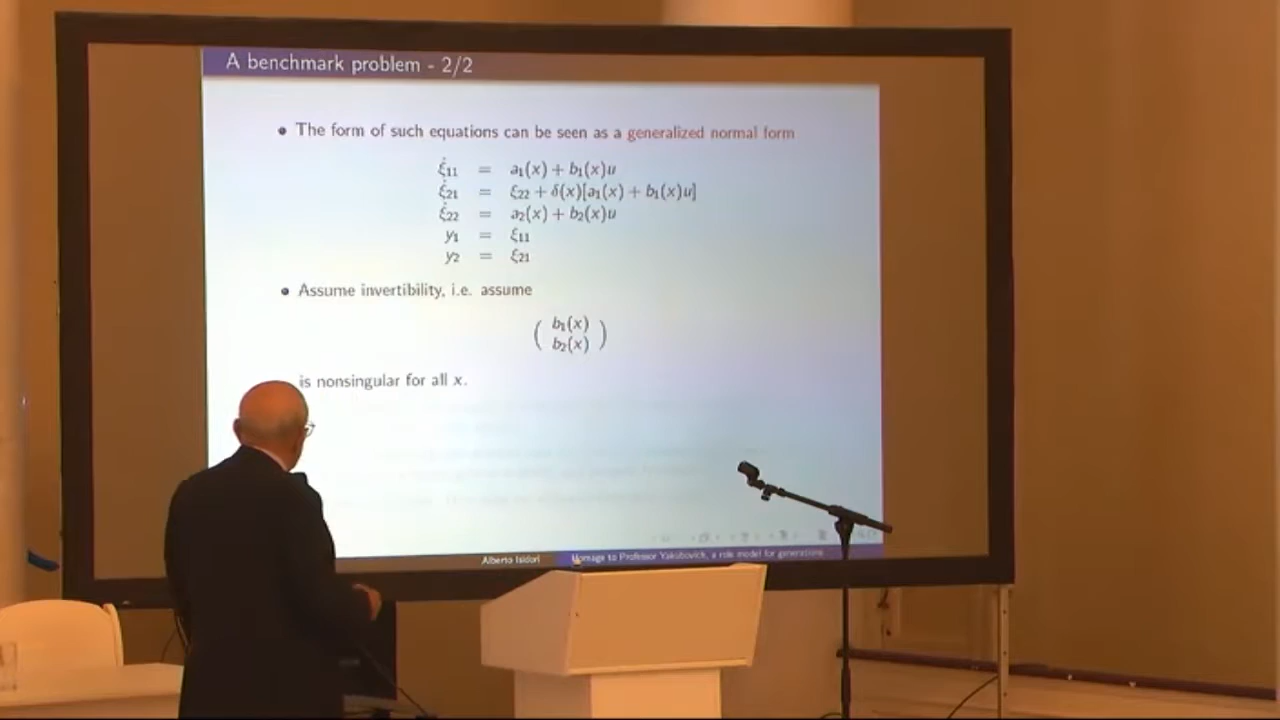 A benchmark problem - 2/2
• The form of such equations can be seen as a generalized normal form
ξ̇₁₁ = a₁(x) + b₁(x)u
ξ̇₂₁ = ξ₂₂ + δ(x)[a₁(x) + b₁(x)u]
ξ̇₂₂ = a₂(x) + b₂(x)u
y₁ = ξ₁₁
y₂ = ξ₂₁
• Assume invertibility, i.e. assume
( b₁(x)
b₂(x) )
is nonsingular for all x.
Alberto Isidori Homage to Professor Yakubovich, a role model for generations